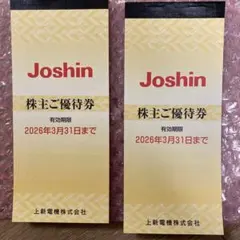 Joshin
株主ご優待券
有効期限
2026年3月31日まで
上新電機株式会社
Joshin
株主ご優待券
有効期限
2026年3月31日まで
上新電機株式会社